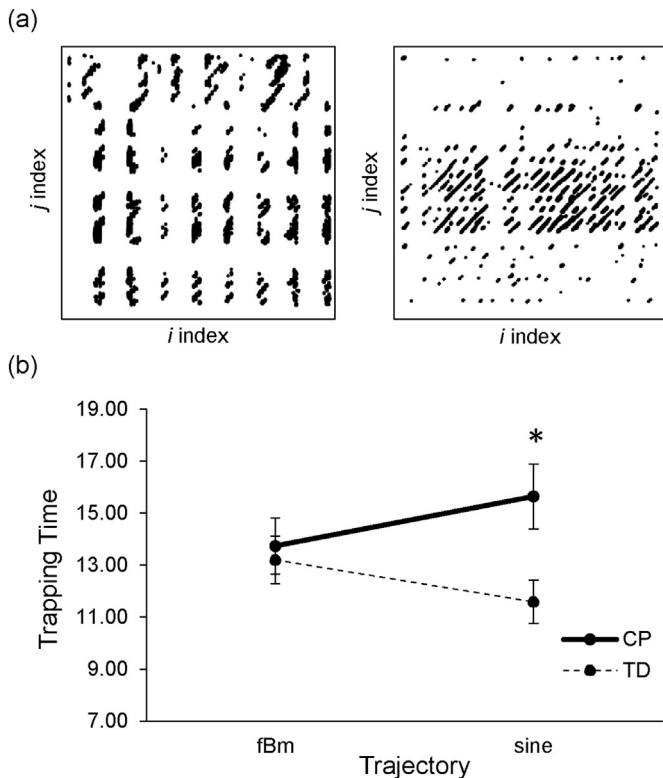 (a)
j index
j index
i index
i index
(b)
19.00
17.00
15.00
13.00
11.00
9.00
7.00
Trapping Time
*
CP
TD
fBm
sine
Trajectory